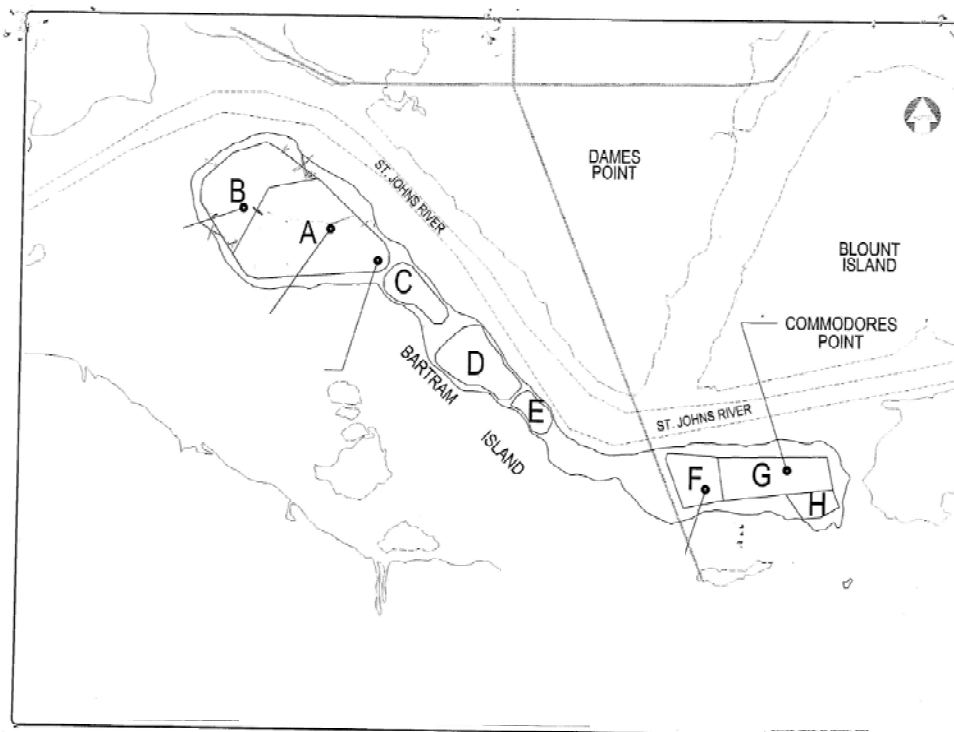 DAMES
POINT
ST. JOHNS RIVER
B
A
BLOUNT
ISLAND
C
COMMODORES
POINT
D
BARTRAM
ISLAND
E
ST. JOHNS RIVER
F
G
H